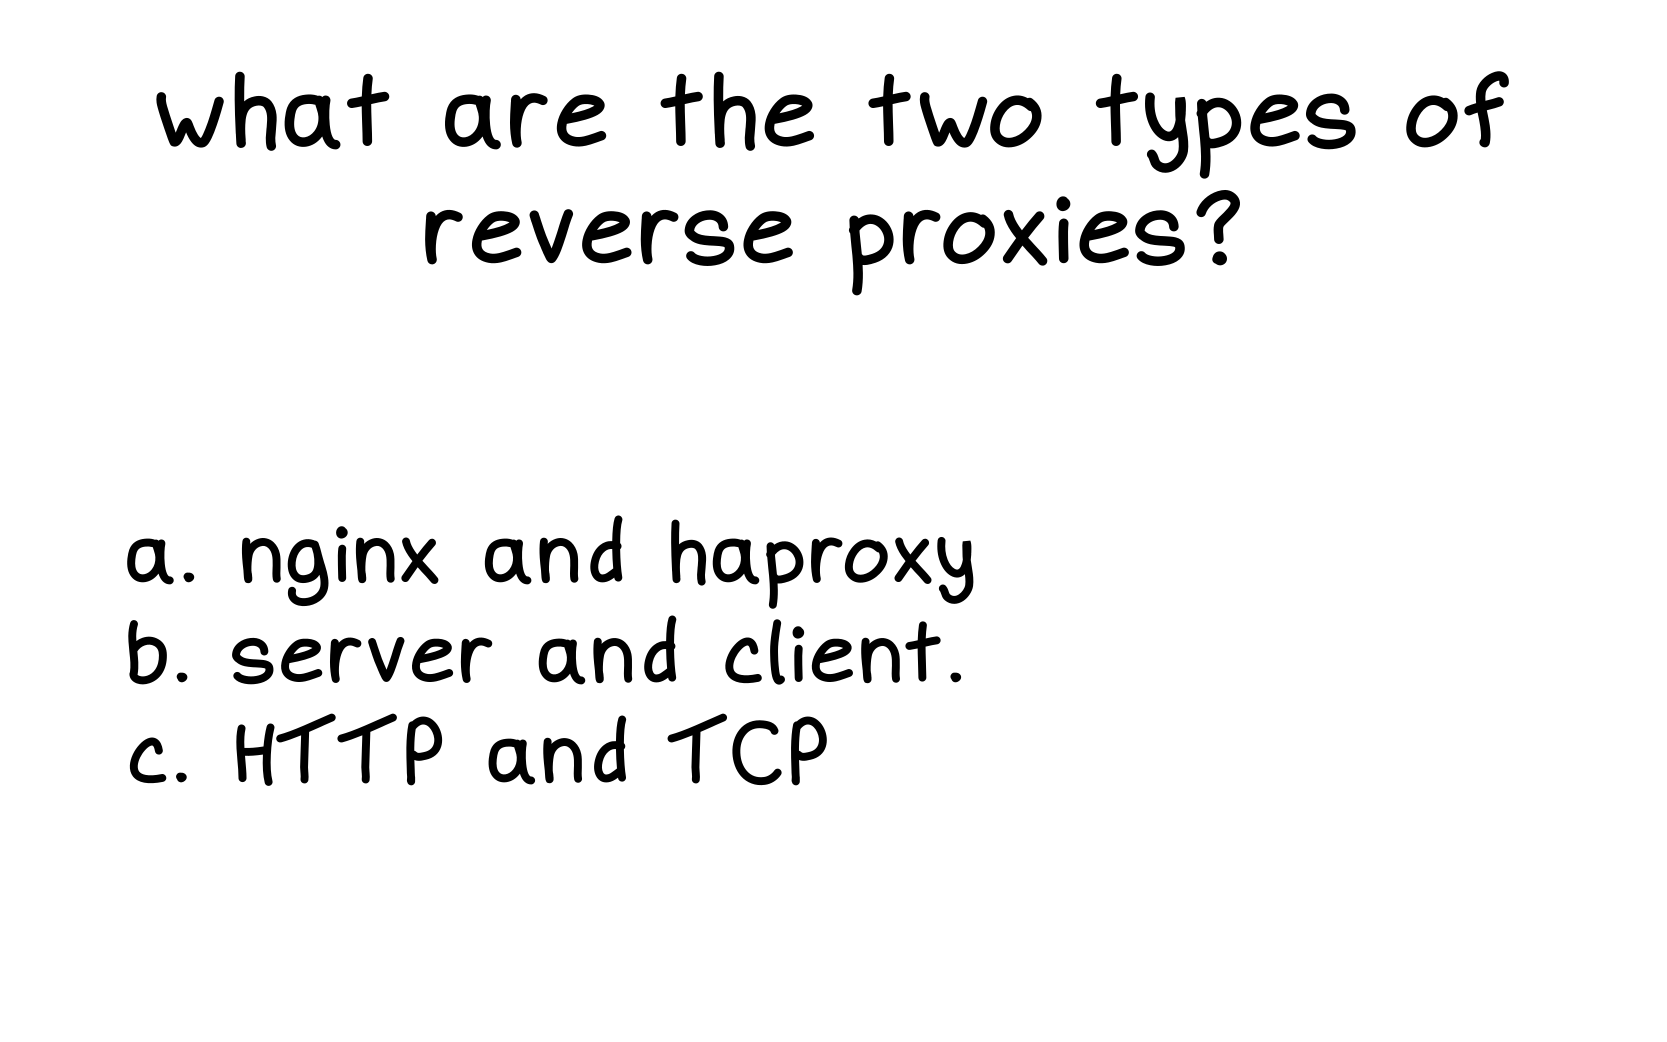 what are the two types of
reverse proxies?
a. nginx and haproxy
b. server and client.
c. HTTP and TCP